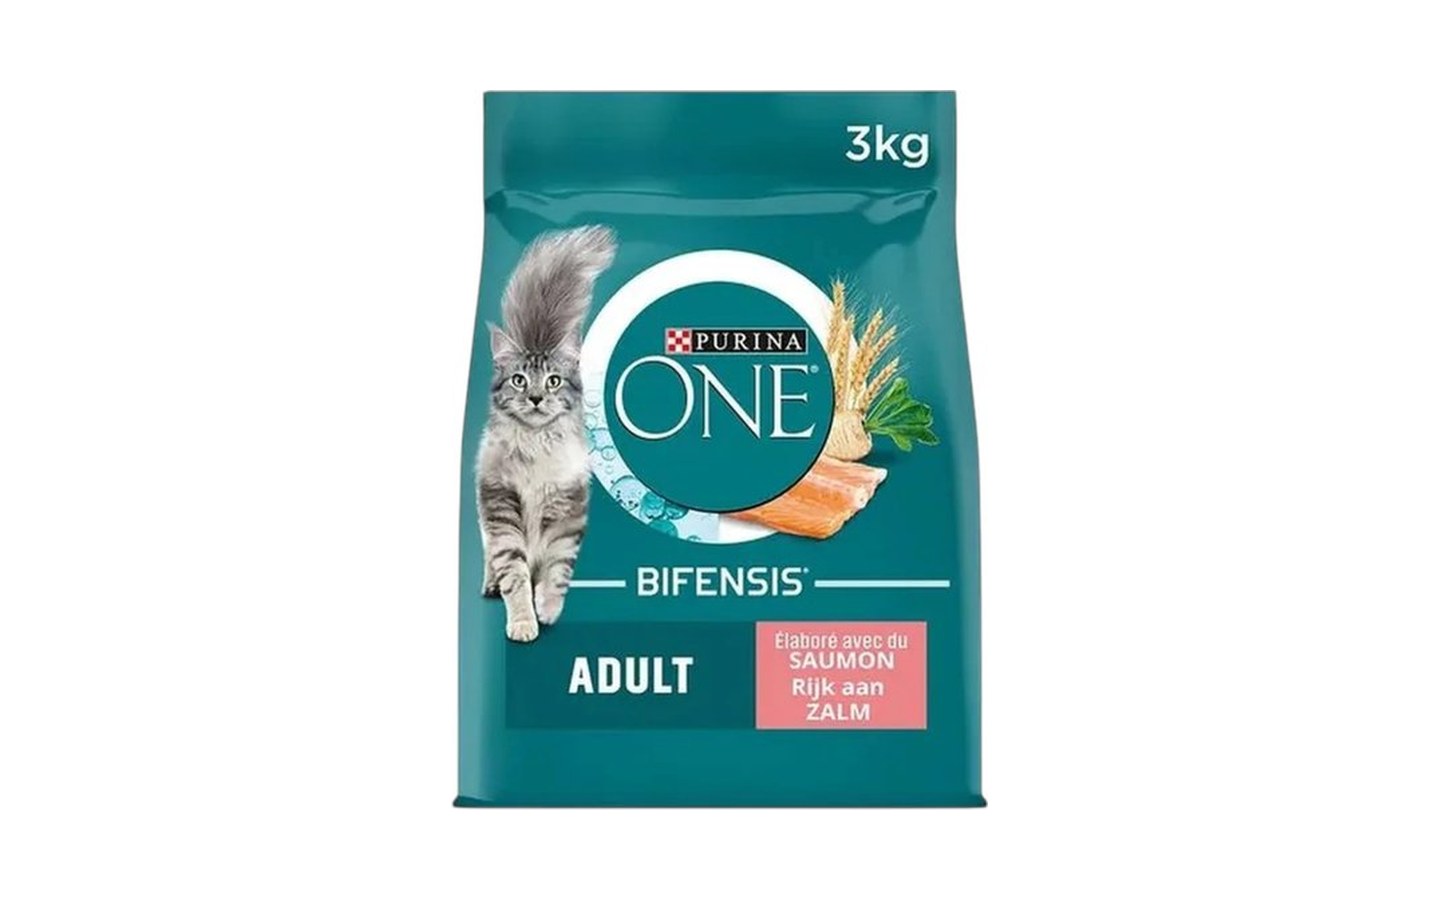 3kg
PURINA
ONE®
BIFENSIS®
ADULT
Élaboré avec du
SAUMON
Rijk aan
ZALM